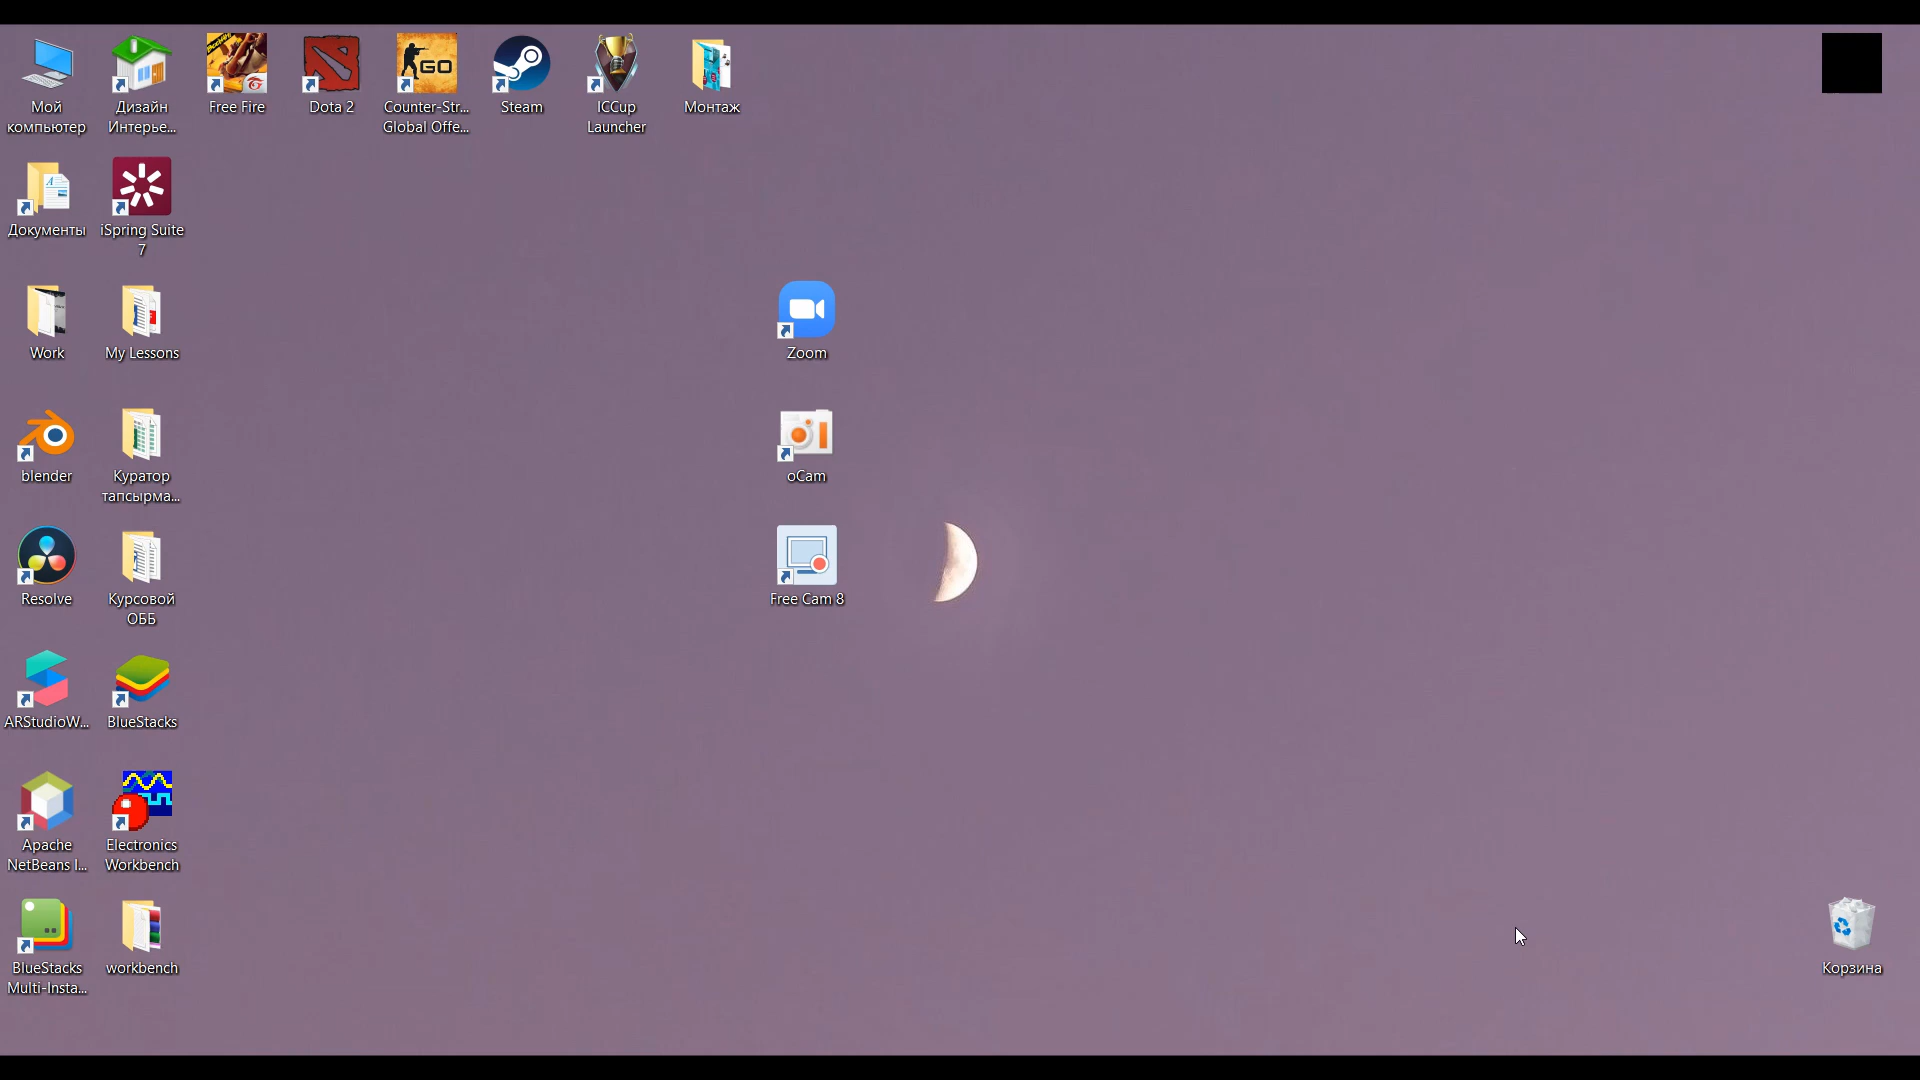 Мой
компьютер
Дизайн
Интерье...
Free Fire
Dota 2
Counter-Str...
Global Offe...
Steam
ICCup
Launcher
Монтаж
Документы
iSpring Suite
7
Work
My Lessons
Zoom
blender
Куратор
тапсырма...
oCam
Resolve
Курсовой
ОББ
Free Cam 8
ARStudioW...
BlueStacks
Apache
NetBeans I...
Electronics
Workbench
BlueStacks
Multi-Insta...
workbench
Корзина
GO